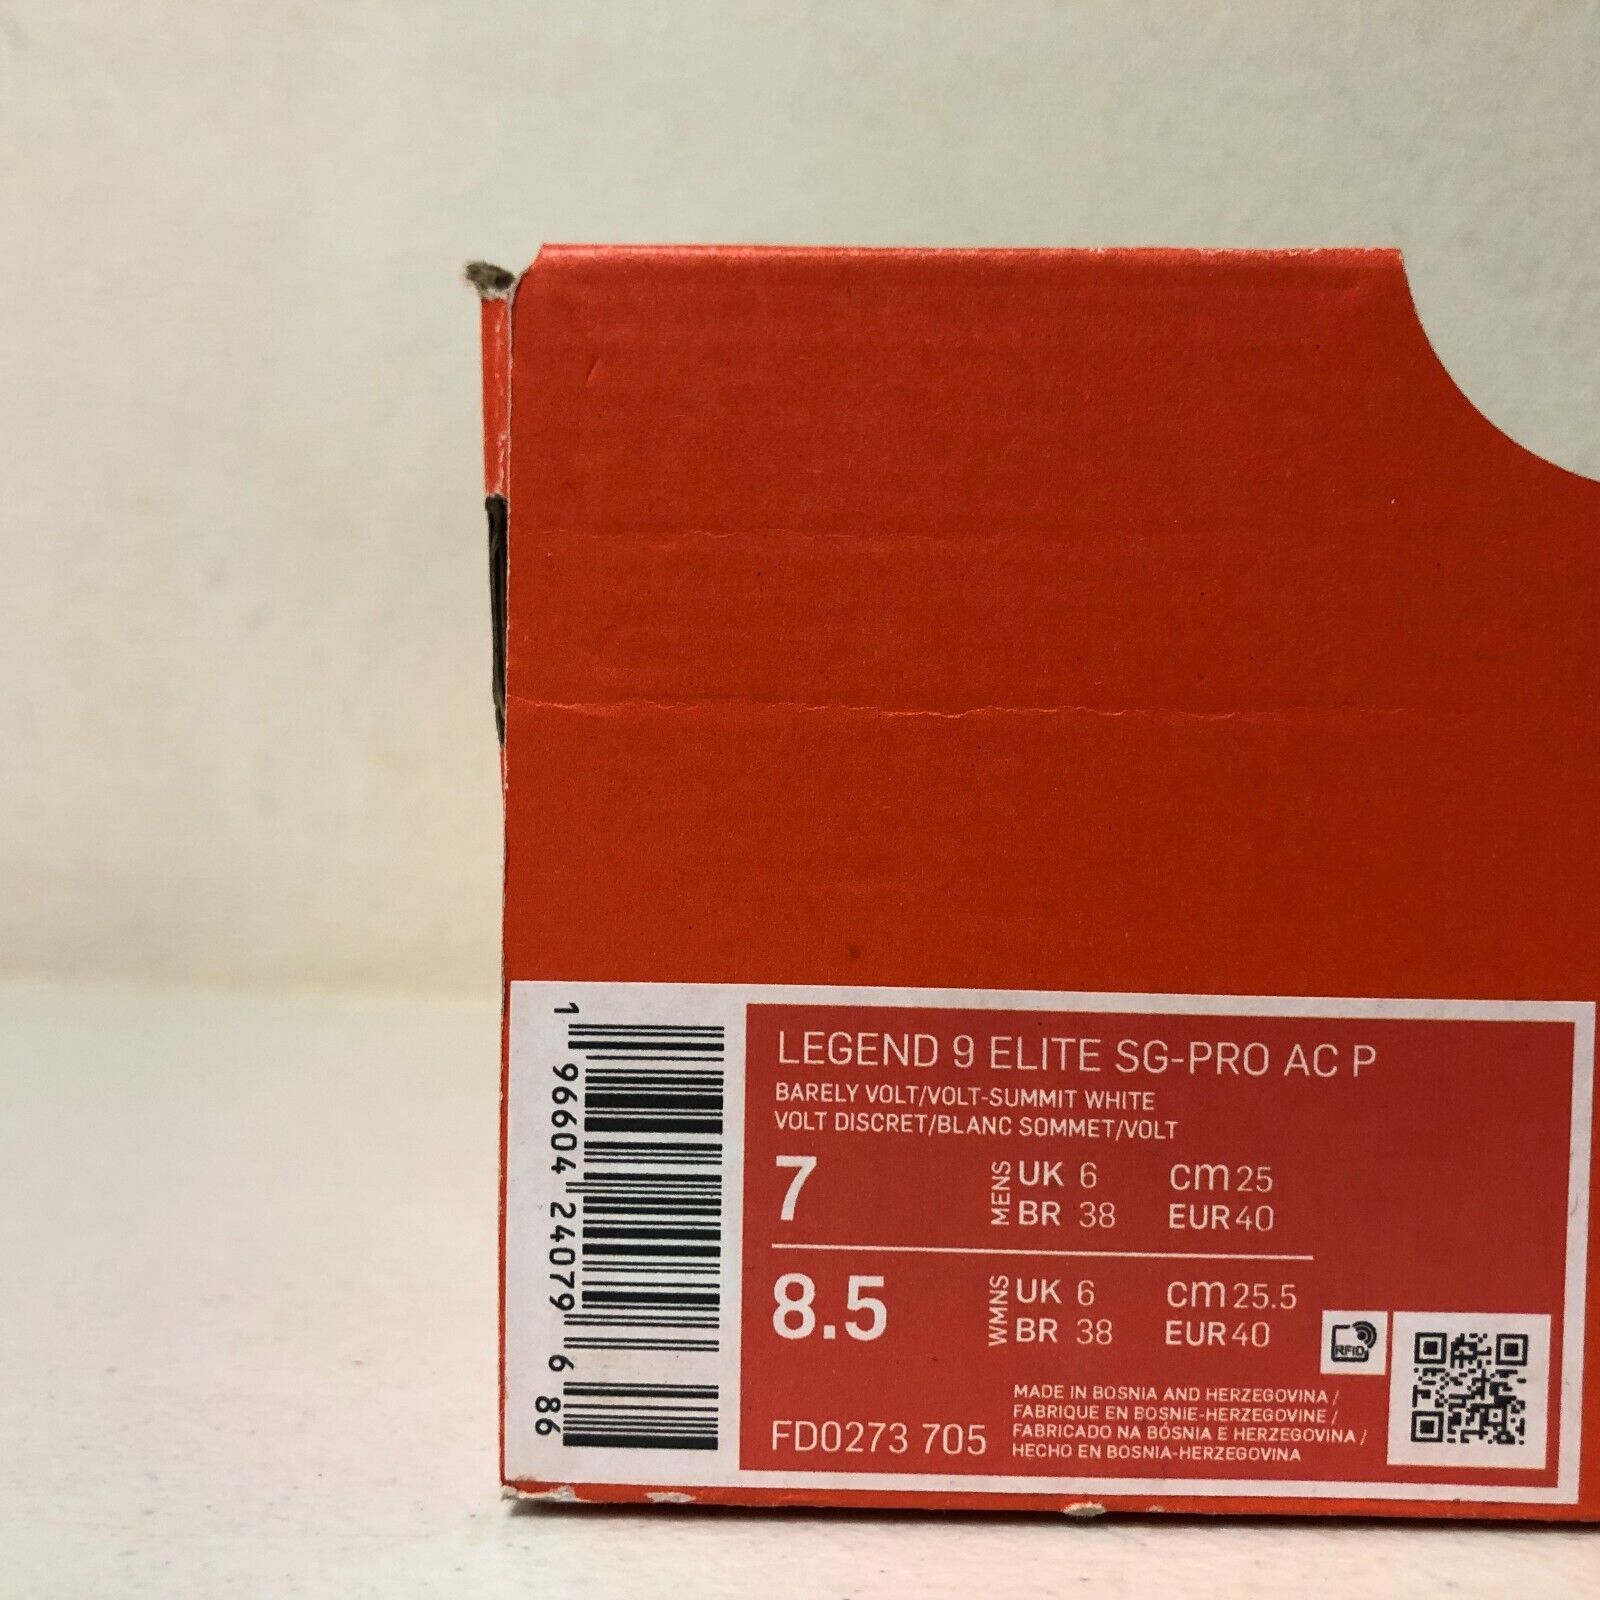 1 96604 24079 6 86
LEGEND 9 ELITE SG-PRO AC P
BARELY VOLT/VOLT-SUMMIT WHITE
VOLT DISCRET/BLANC SOMMET/VOLT
7 MENS UK 6 cm 25
BR 38 EUR 40
8.5 WMNS UK 6 cm 25.5
BR 38 EUR 40
RFID
FD0273 705
MADE IN BOSNIA AND HERZEGOVINA /
FABRIQUE EN BOSNIE-HERZEGOVINE /
FABRICADO NA BÓSNIA E HERZEGOVINA /
HECHO EN BOSNIA-HERZEGOVINA